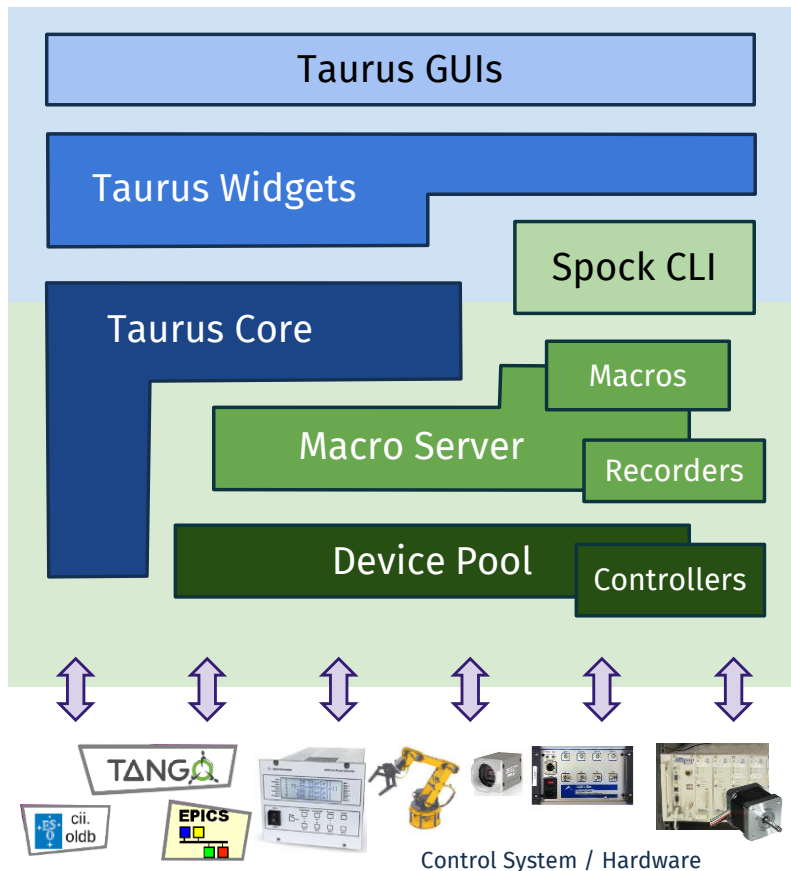 Taurus GUIs
Taurus Widgets
Spock CLI
Taurus Core
Macros
Macro Server
Recorders
Device Pool
Controllers
TANGO
cii.
oldb
ESO
EPICS
Control System / Hardware